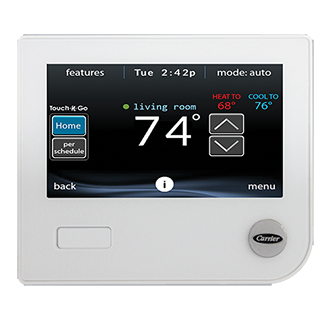 features
Tue 2:42p
mode: auto
Touch-N-Go
living room
HEAT TO
68°
COOL TO
76°
Home
74°
per
schedule
back
i
menu
Carrier